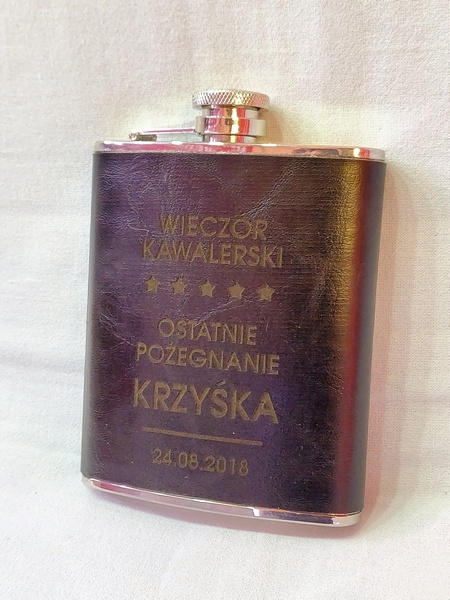 WIECZÓR
KAWALERSKI
OSTATNIE
POŻEGNANIE
KRZYŚKA
24.08.2018